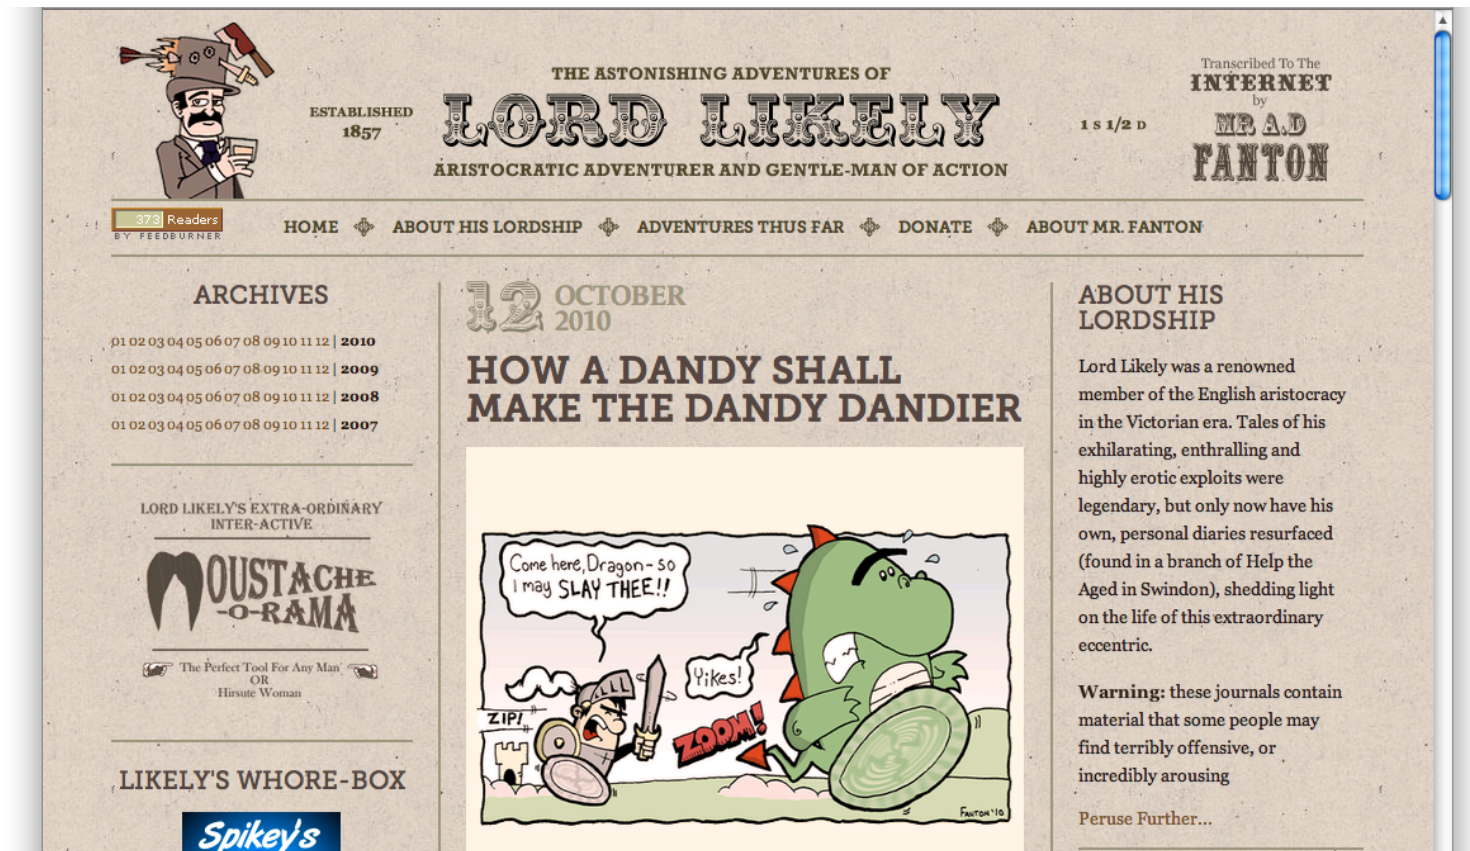 THE ASTONISHING ADVENTURES OF
LORD LIKELY
ARISTOCRATIC ADVENTURER AND GENTLE-MAN OF ACTION
ESTABLISHED
1857
1 S 1/2 D
Transcribed To The
INTERNET
by
MR A.D
FANTON
373 Readers
BY FEEDBURNER
HOME ABOUT HIS LORDSHIP ADVENTURES THUS FAR DONATE ABOUT MR. FANTON
ARCHIVES
01 02 03 04 05 06 07 08 09 10 11 12 | 2010
01 02 03 04 05 06 07 08 09 10 11 12 | 2009
01 02 03 04 05 06 07 08 09 10 11 12 | 2008
01 02 03 04 05 06 07 08 09 10 11 12 | 2007
LORD LIKELY'S EXTRA-ORDINARY
INTER-ACTIVE
MOUSTACHE
-O-RAMA
The Perfect Tool For Any Man
OR
Hirsute Woman
LIKELY'S WHORE-BOX
Spikey's
12 OCTOBER
2010
HOW A DANDY SHALL
MAKE THE DANDY DANDIER
Come here, Dragon - so
I may SLAY THEE!!
Yikes!
ZIP!
ZOOM!
FANTON '10
ABOUT HIS
LORDSHIP
Lord Likely was a renowned
member of the English aristocracy
in the Victorian era. Tales of his
exhilarating, enthralling and
highly erotic exploits were
legendary, but only now have his
own, personal diaries resurfaced
(found in a branch of Help the
Aged in Swindon), shedding light
on the life of this extraordinary
eccentric.
Warning: these journals contain
material that some people may
find terribly offensive, or
incredibly arousing
Peruse Further...